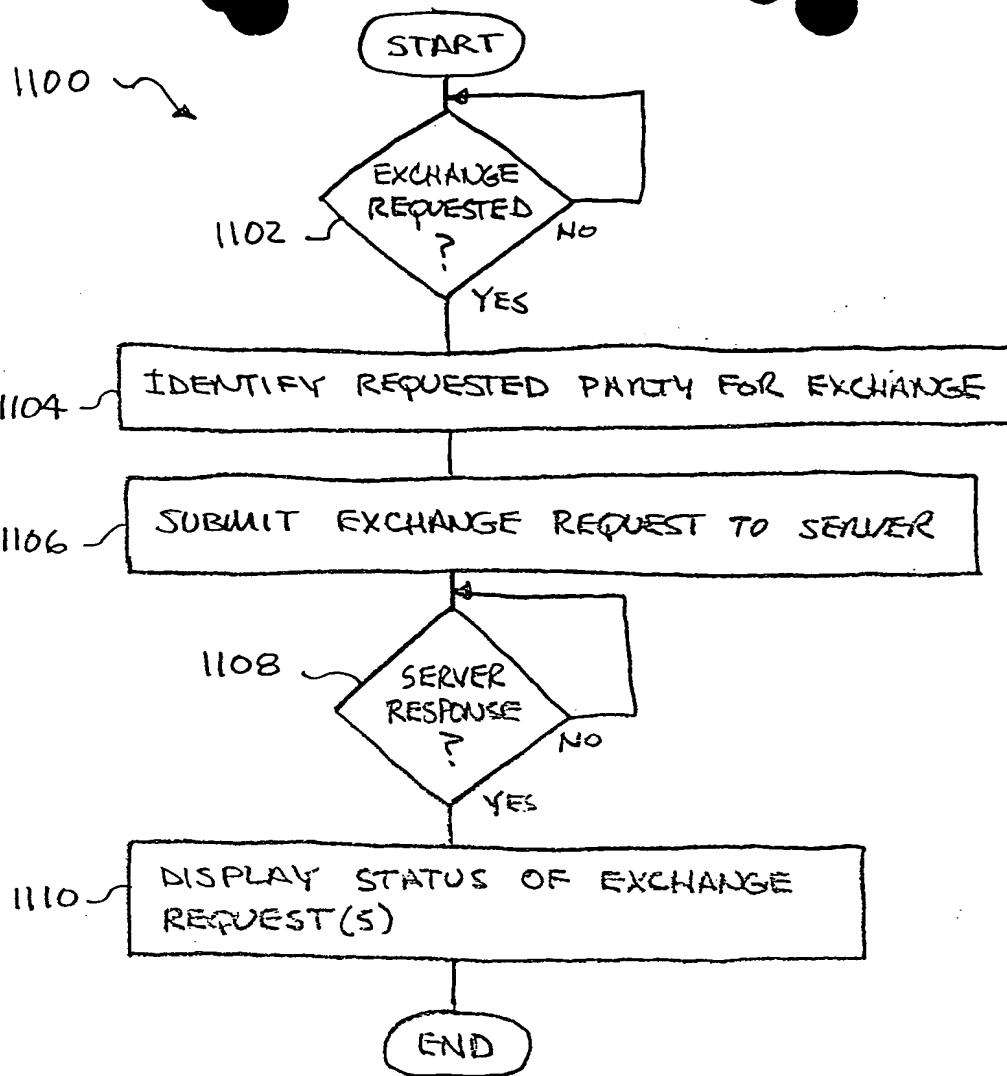 START
1100
EXCHANGE
REQUESTED
?
1102
NO
YES
IDENTIFY REQUESTED PARTY FOR EXCHANGE
1104
SUBMIT EXCHANGE REQUEST TO SERVER
1106
1108
SERVER
RESPONSE
?
NO
YES
DISPLAY STATUS OF EXCHANGE
REQUEST(S)
1110
END